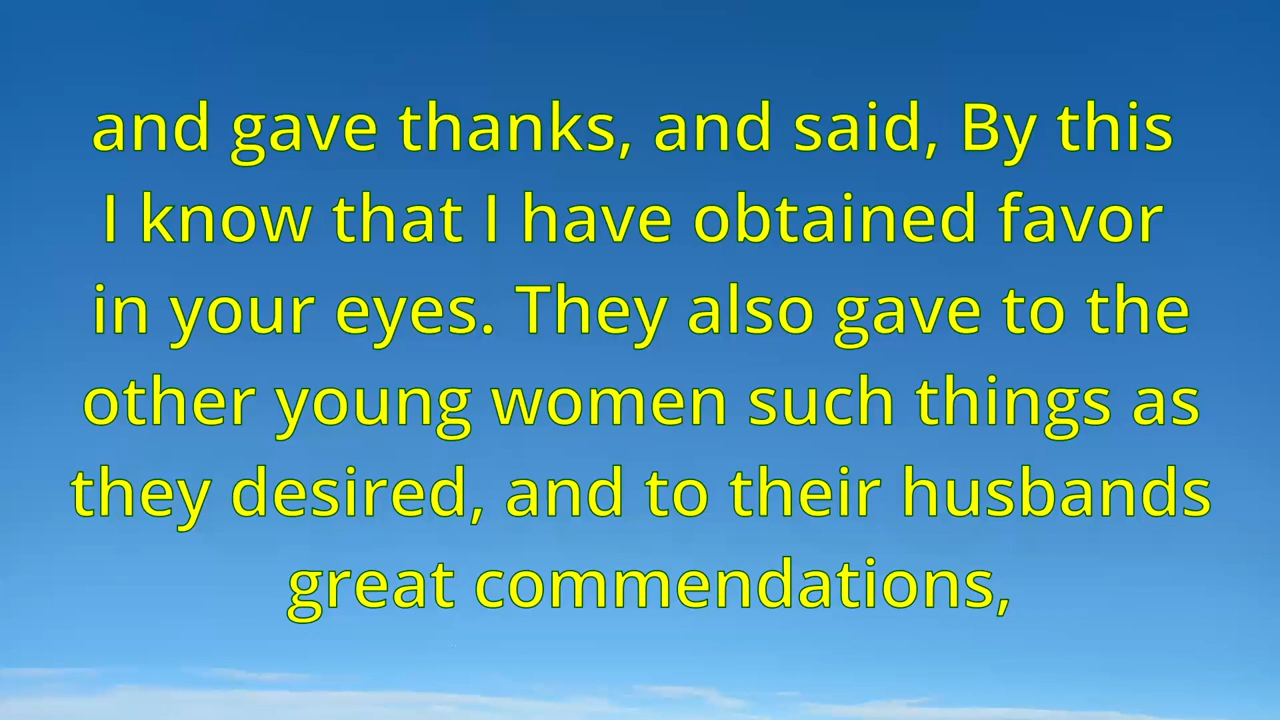 and gave thanks, and said, By this
I know that I have obtained favor
in your eyes. They also gave to the
other young women such things as
they desired, and to their husbands
great commendations,